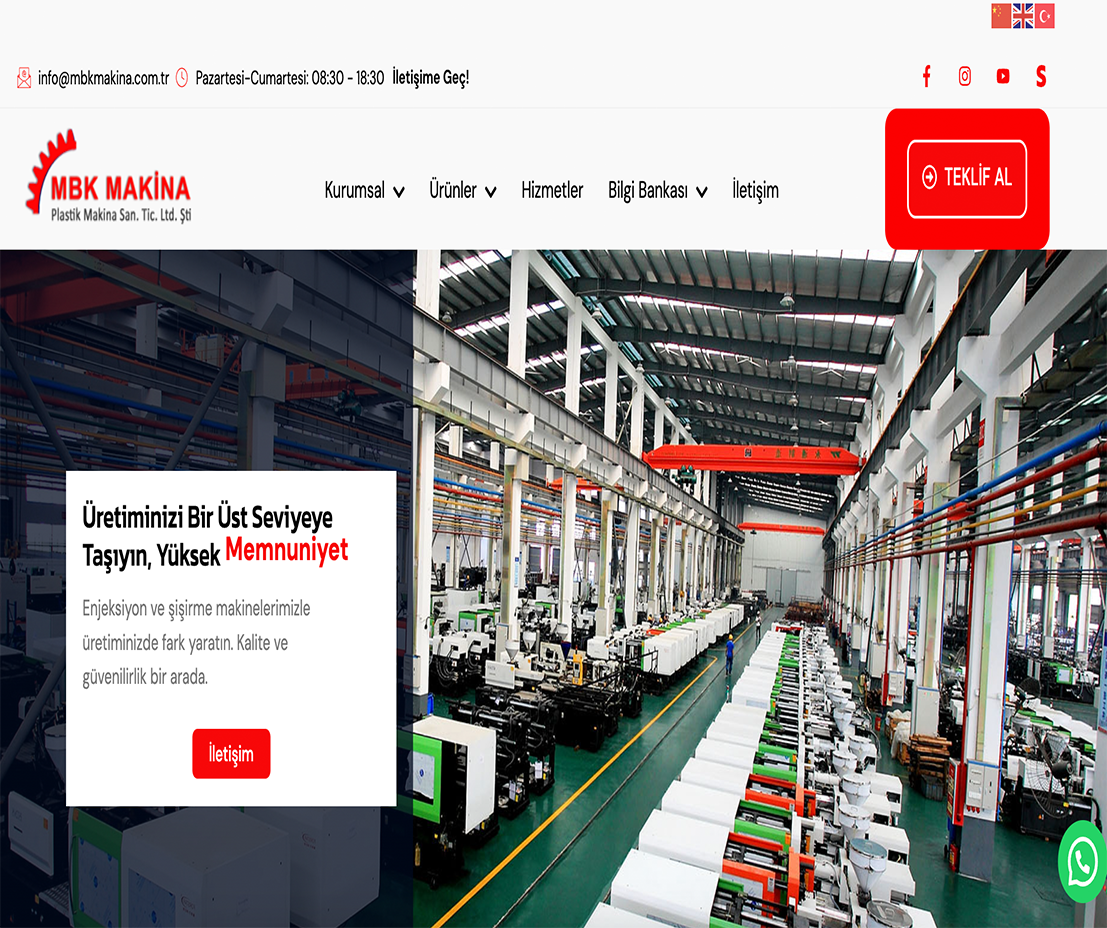 info@mbkmakina.com.tr Pazartesi-Cumartesi: 08:30 - 18:30 İletişime Geç!
MBK MAKİNA
Plastik Makina San. Tic. Ltd. Şti
Kurumsal Ürünler Hizmetler Bilgi Bankası İletişim
TEKLİF AL
Üretiminizi Bir Üst Seviyeye
Taşıyın, Yüksek Memnuniyet
Enjeksiyon ve şişirme makinelerimizle
üretiminizde fark yaratın. Kalite ve
güvenilirlik bir arada.
İletişim